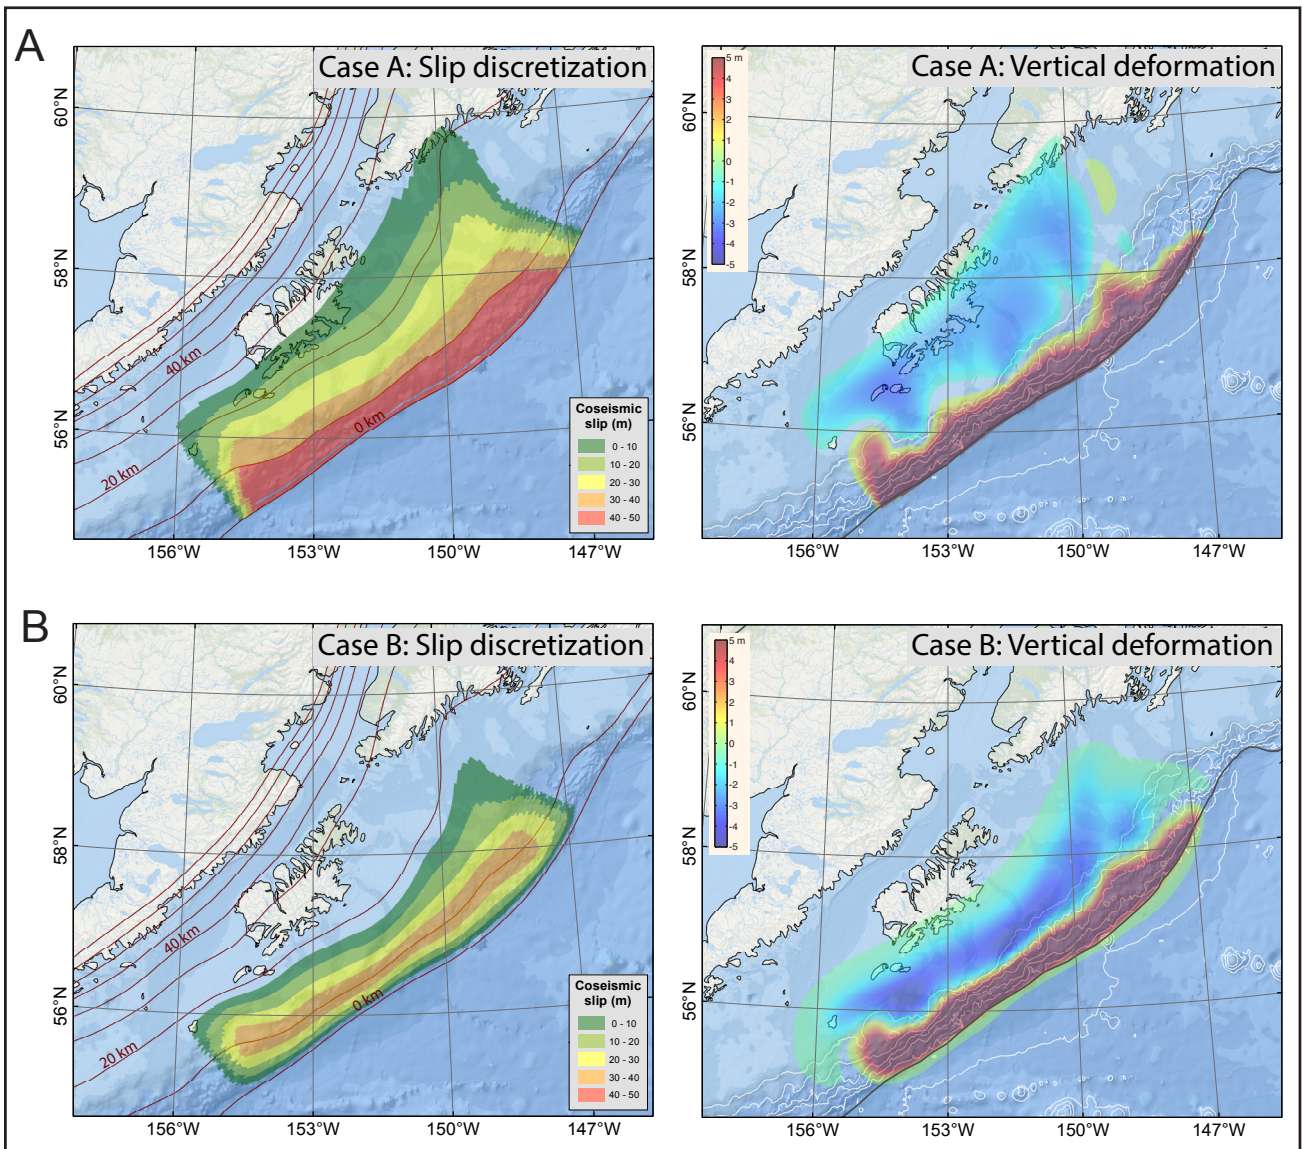 A
Case A: Slip discretization
60°N
58°N
56°N
40 km
20 km
0 km
Coseismic
slip (m)
0 - 10
10 - 20
20 - 30
30 - 40
40 - 50
156°W
153°W
150°W
147°W
Case A: Vertical deformation
5 m
4
3
2
1
0
-1
-2
-3
-4
-5
60°N
58°N
56°N
156°W
153°W
150°W
147°W
B
Case B: Slip discretization
60°N
58°N
56°N
40 km
20 km
0 km
Coseismic
slip (m)
0 - 10
10 - 20
20 - 30
30 - 40
40 - 50
156°W
153°W
150°W
147°W
Case B: Vertical deformation
5 m
4
3
2
1
0
-1
-2
-3
-4
-5
60°N
58°N
56°N
156°W
153°W
150°W
147°W